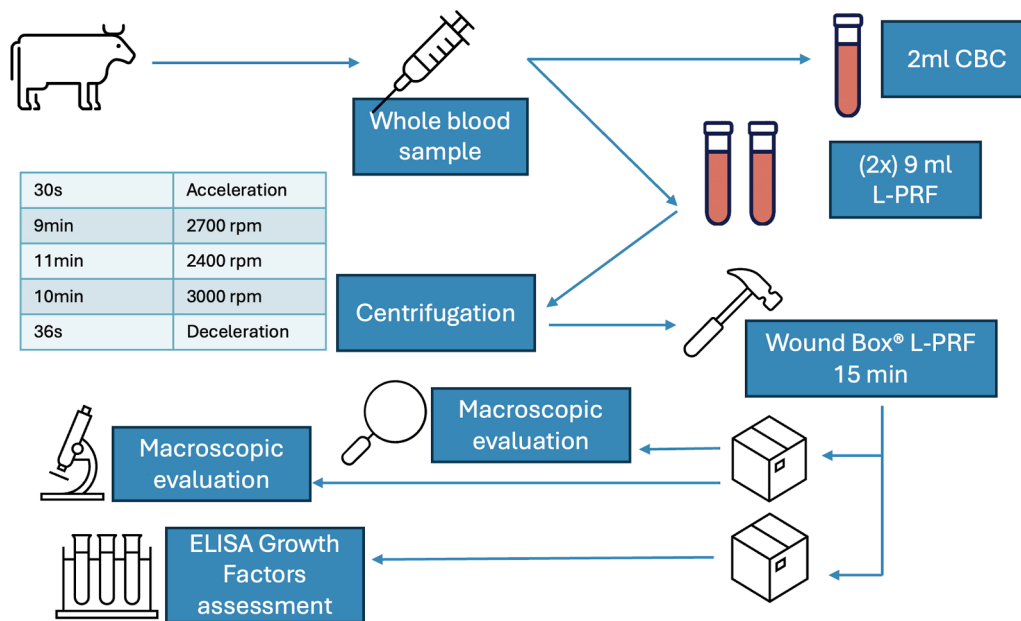 2ml CBC
Whole blood
sample
(2x) 9 ml
L-PRF
30s Acceleration
9min 2700 rpm
11min 2400 rpm
10min 3000 rpm
36s Deceleration
Centrifugation
Wound Box® L-PRF
15 min
Macroscopic
evaluation
Macroscopic
evaluation
ELISA Growth
Factors
assessment